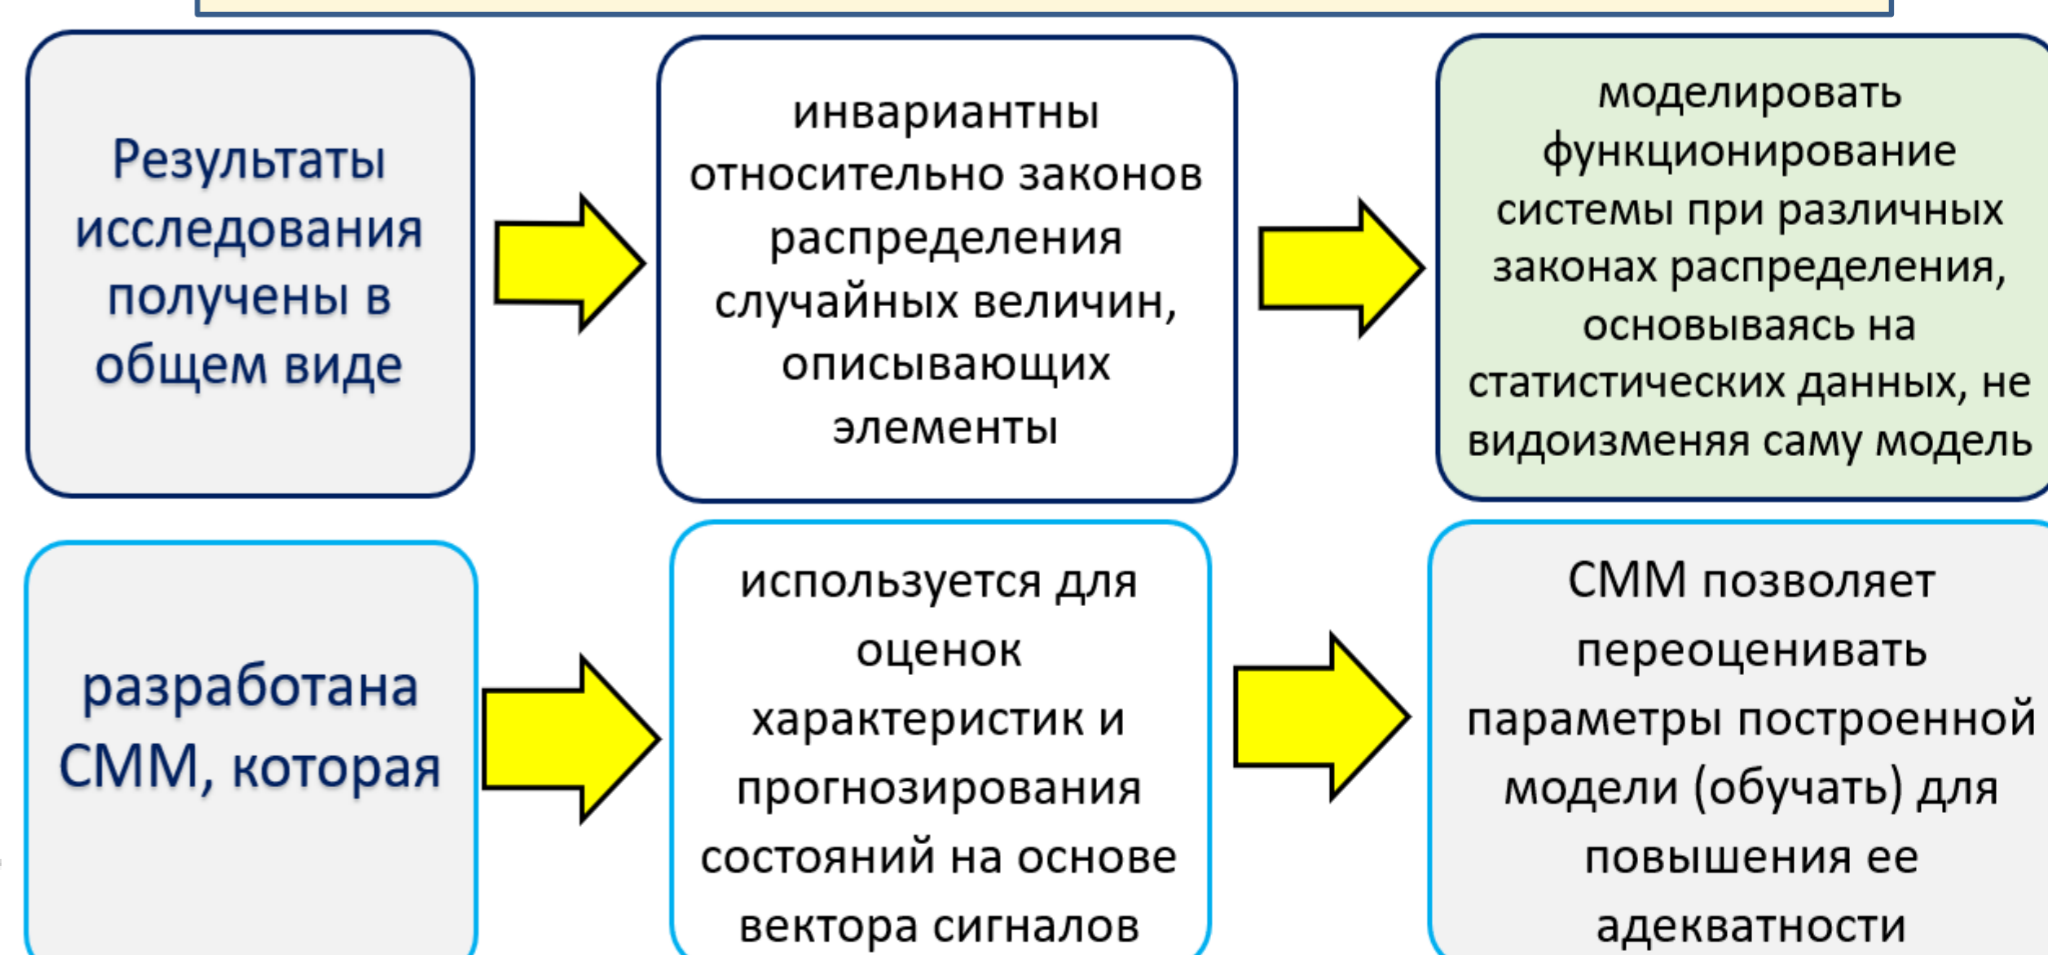 Результаты
исследования
получены в
общем виде
инвариантны
относительно законов
распределения
случайных величин,
описывающих
элементы
моделировать
функционирование
системы при различных
законах распределения,
основываясь на
статистических данных, не
видоизменяя саму модель
разработана
СММ, которая
используется для
оценок
характеристик и
прогнозирования
состояний на основе
вектора сигналов
СММ позволяет
переоценивать
параметры построенной
модели (обучать) для
повышения ее
адекватности